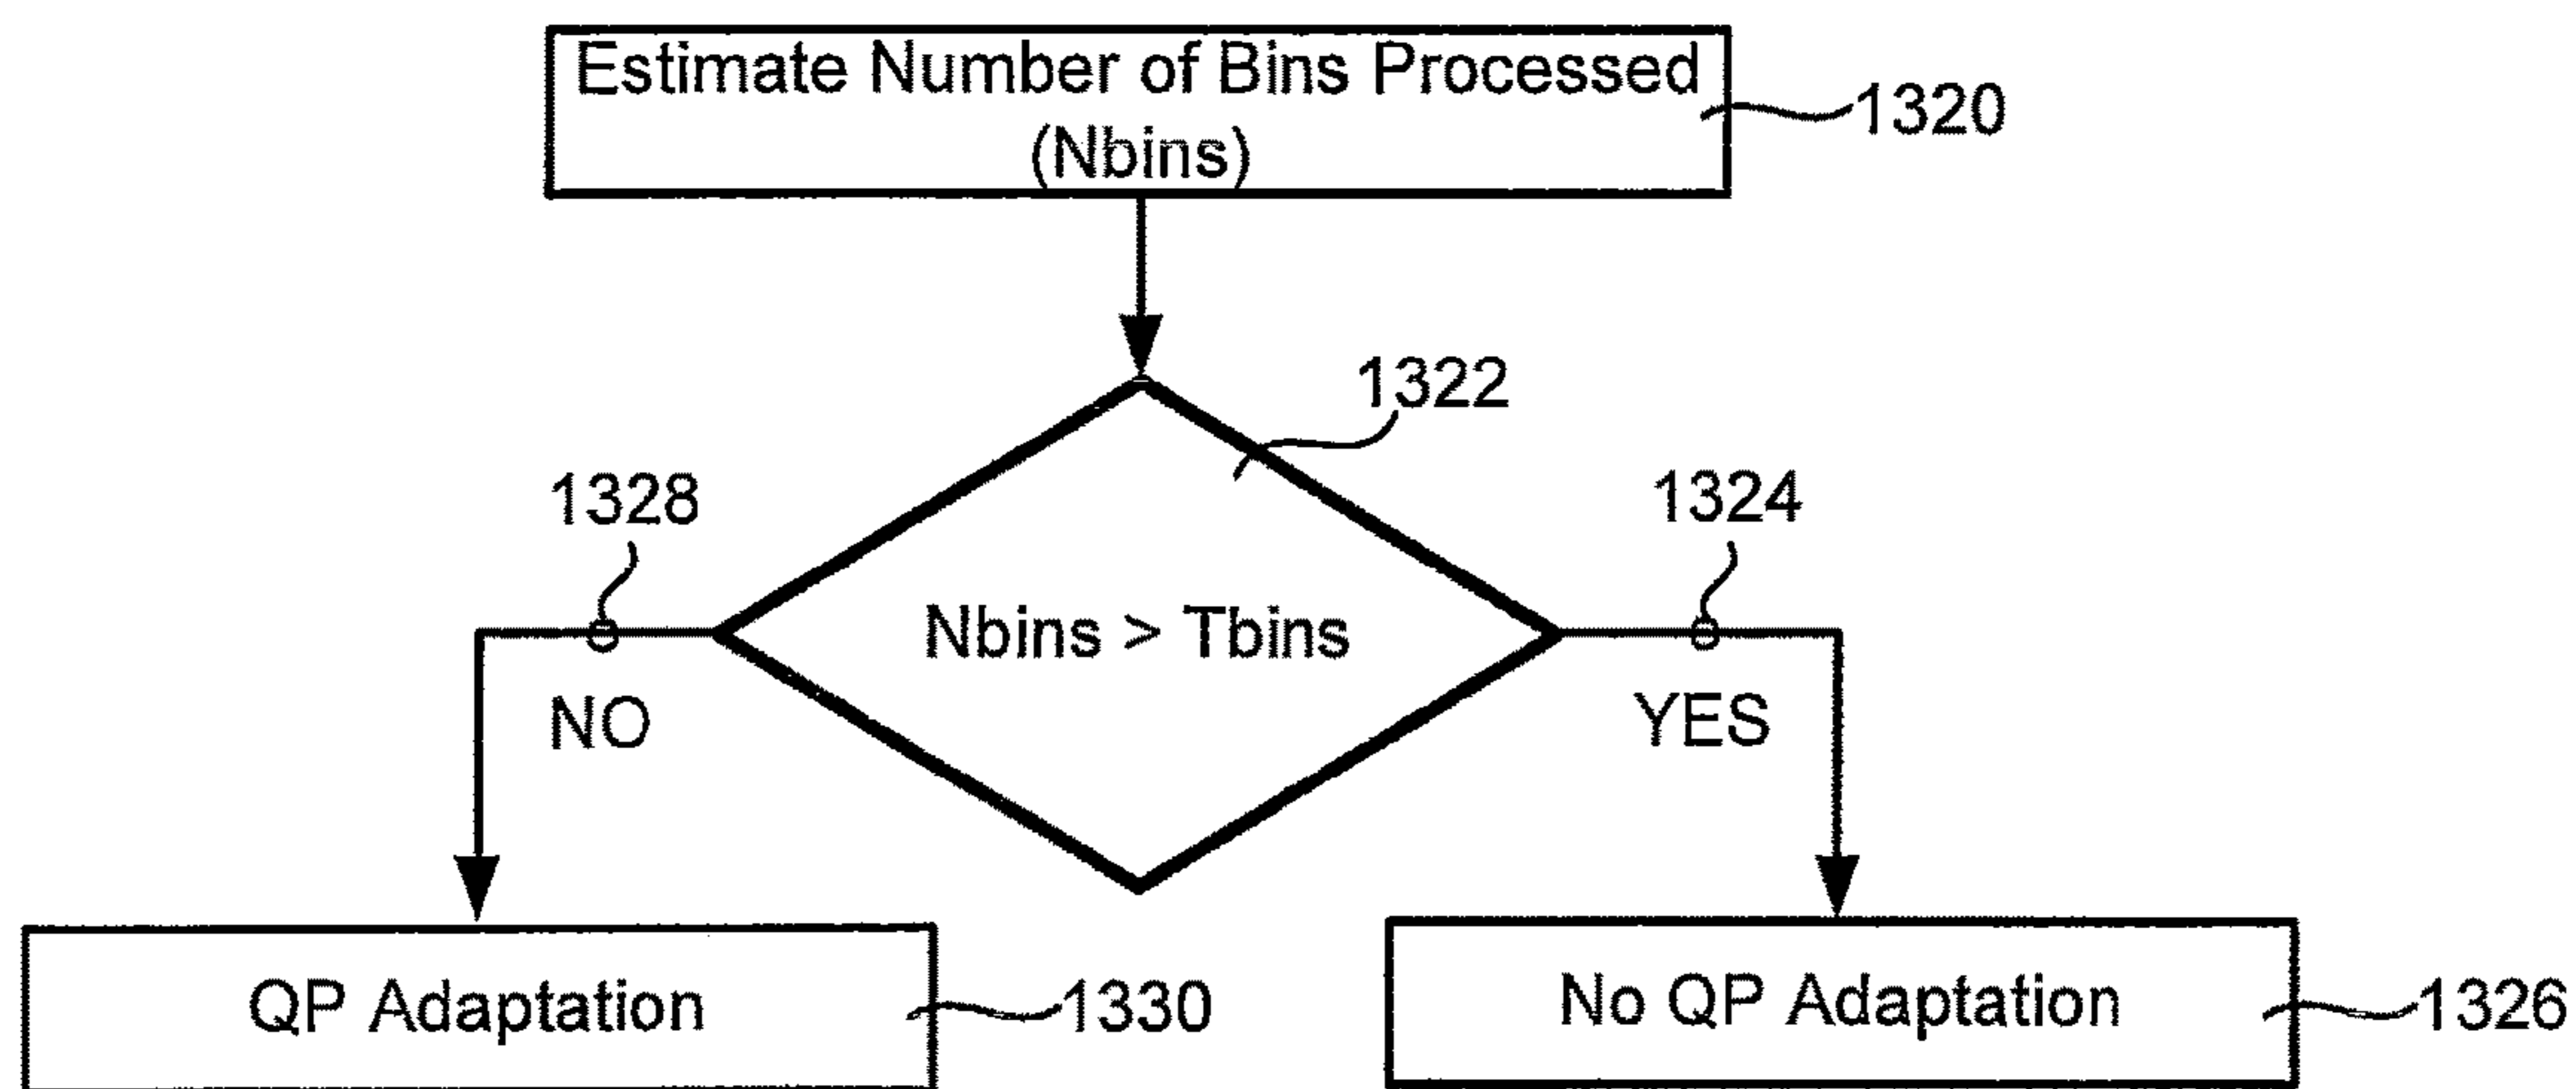 Estimate Number of Bins Processed
(Nbins)
1320
1322
1328
1324
Nbins > Tbins
NO
YES
QP Adaptation
1330
No QP Adaptation
1326